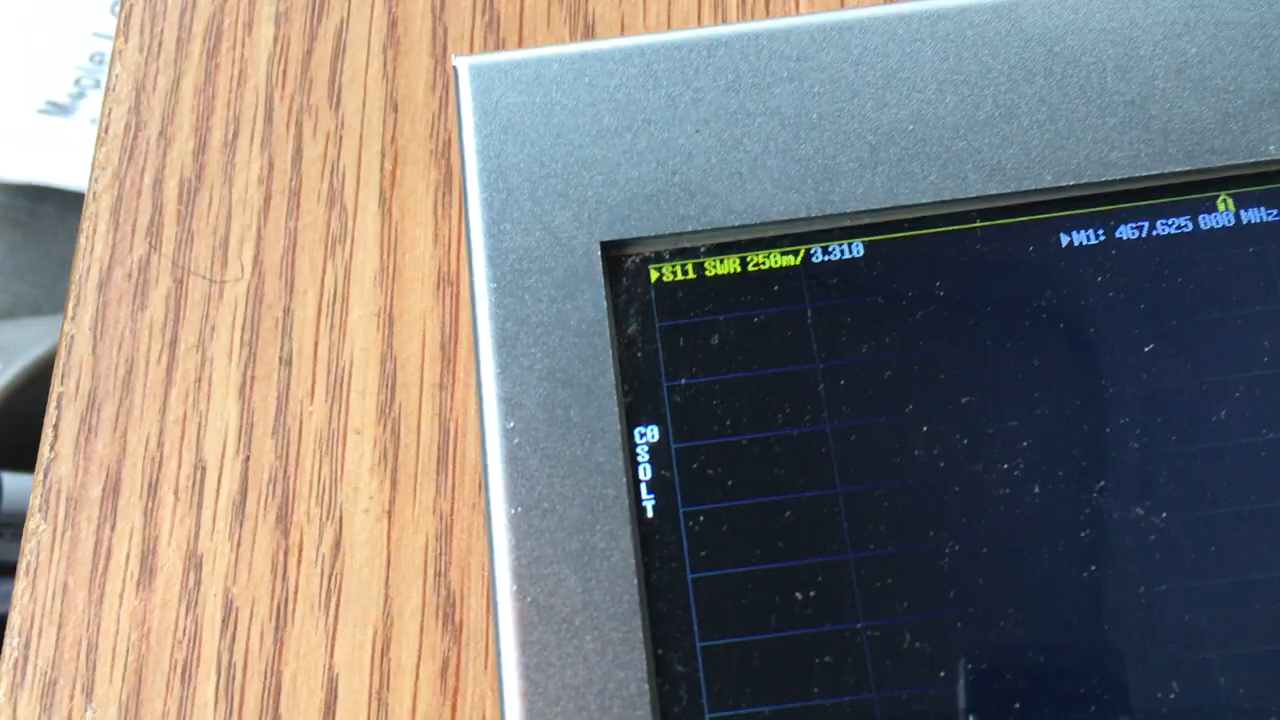 ▶S11 SWR 250m/ 3.310
▶M1: 467.625 000 MHz
C0
S
O
L
T